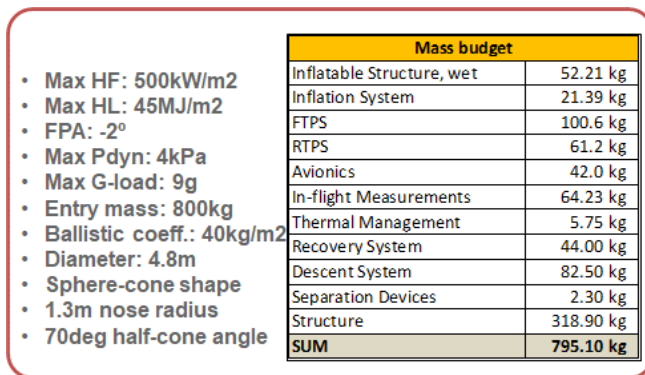 • Max HF: 500kW/m2
• Max HL: 45MJ/m2
• FPA: -2º
• Max Pdyn: 4kPa
• Max G-load: 9g
• Entry mass: 800kg
• Ballistic coeff.: 40kg/m2
• Diameter: 4.8m
• Sphere-cone shape
• 1.3m nose radius
• 70deg half-cone angle
Mass budget
Inflatable Structure, wet 52.21 kg
Inflation System 21.39 kg
FTPS 100.6 kg
RTPS 61.2 kg
Avionics 42.0 kg
In-flight Measurements 64.23 kg
Thermal Management 5.75 kg
Recovery System 44.00 kg
Descent System 82.50 kg
Separation Devices 2.30 kg
Structure 318.90 kg
SUM 795.10 kg